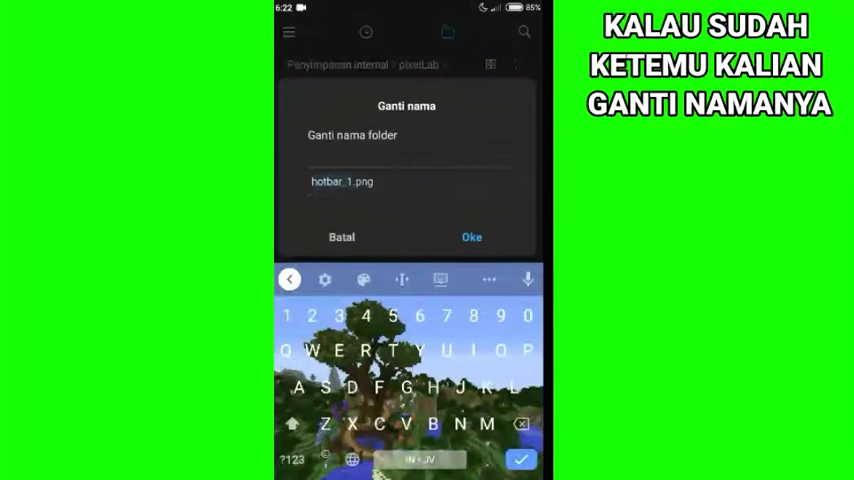 6:22
85%
KALAU SUDAH
KETEMU KALIAN
GANTI NAMANYA
Penyimpanan internal > pixelLab
Ganti nama
Ganti nama folder
hotbar_1.png
Batal
Oke
1 2 3 4 5 6 7 8 9 0
Q W E R T Y U I O P
A S D F G H J K L
Z X C V B N M
?123
IN • JV
.